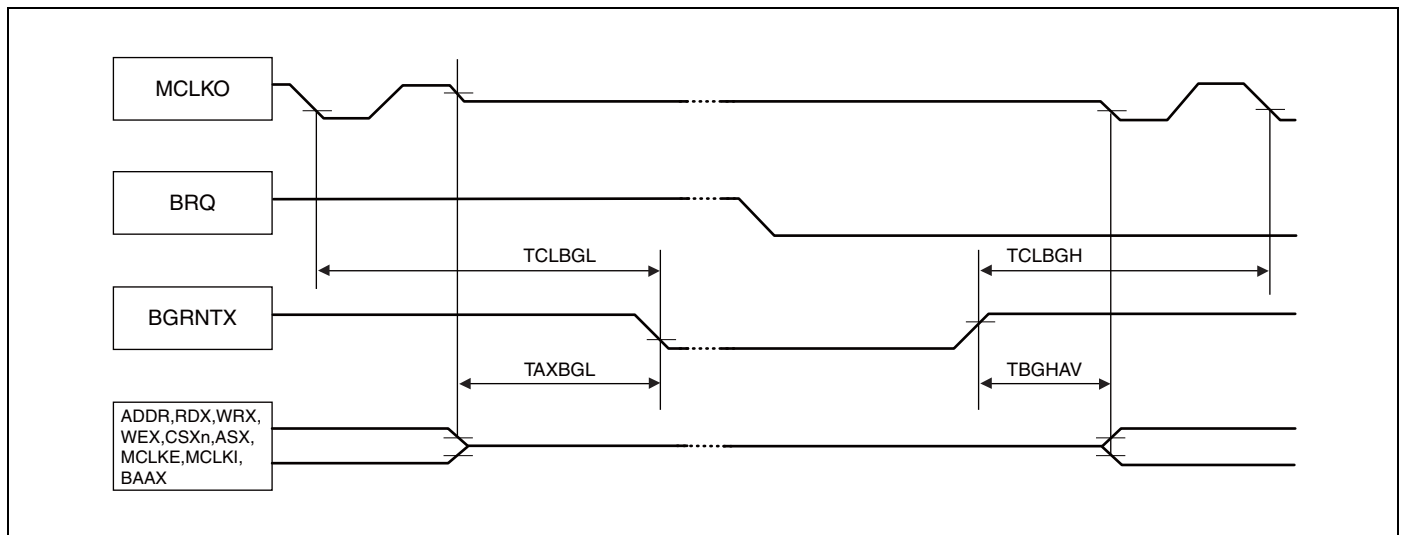 MCLKO
BRQ
TCLBGL
TCLBGH
BGRNTX
TAXBGL
TBGHAV
ADDR,RDX,WRX,
WEX,CSXn,ASX,
MCLKE,MCLKI,
BAAX